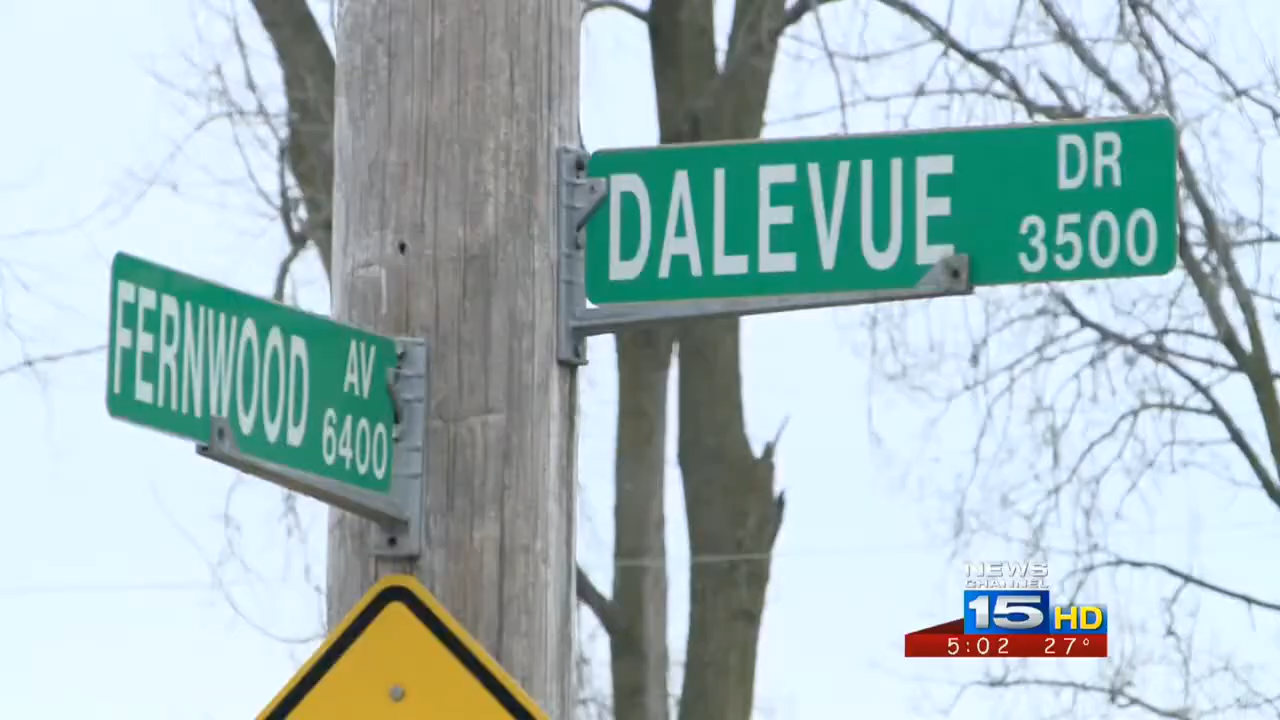 DALEVUE DR
3500
FERNWOOD AV
6400
NEWS
CHANNEL
15 HD
5:02 27°